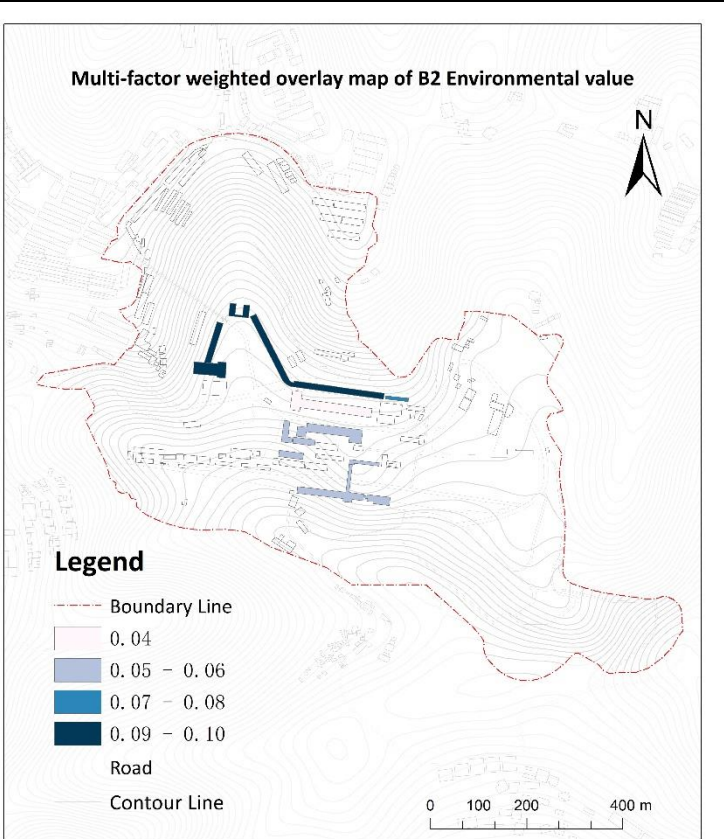 Multi-factor weighted overlay map of B2 Environmental value
N
Legend
Boundary Line
0.04
0.05 - 0.06
0.07 - 0.08
0.09 - 0.10
Road
Contour Line
0 100 200 400 m